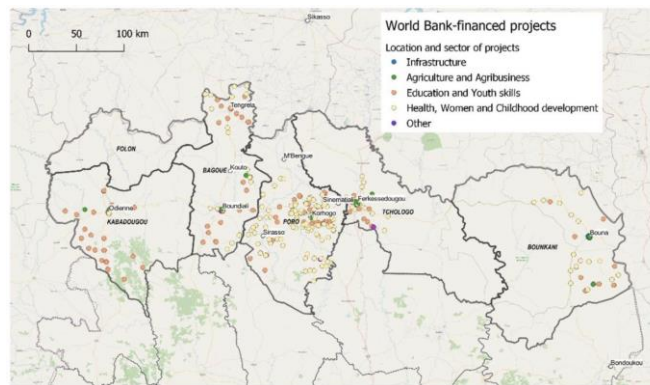 World Bank-financed projects
Location and sector of projects
Infrastructure
Agriculture and Agribusiness
Education and Youth skills
Health, Women and Childhood development
Other
0 50 100 km
Sikasso
Tengrela
FOLON
M'Bengue
BAGOUE
Kouto
Odienne
KABADOUGOU
Boundiali
Sinematiali
Ferkessedougou
PORO
Korhogo
TCHOLOGO
Sirasso
Bouna
BOUNKANI
Bondoukou